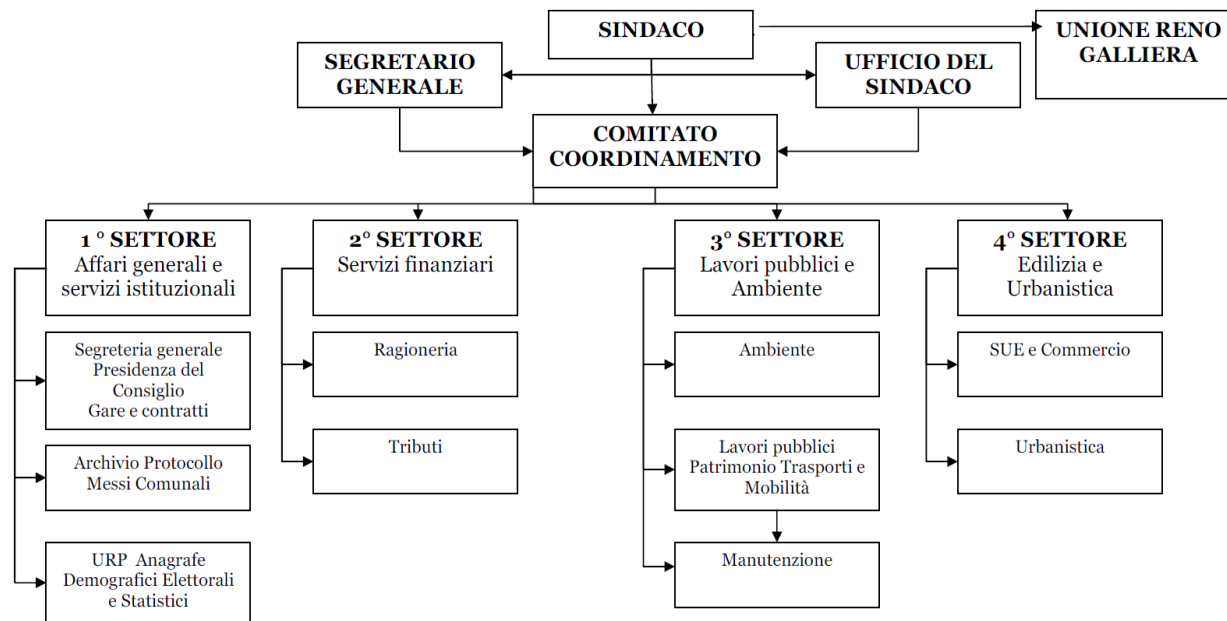 SINDACO
UNIONE RENO
GALLIERA
SEGRETARIO
GENERALE
UFFICIO DEL
SINDACO
COMITATO
COORDINAMENTO
1 ° SETTORE
Affari generali e
servizi istituzionali
2° SETTORE
Servizi finanziari
3° SETTORE
Lavori pubblici e
Ambiente
4° SETTORE
Edilizia e
Urbanistica
Segreteria generale
Presidenza del
Consiglio
Gare e contratti
Ragioneria
Ambiente
SUE e Commercio
Archivio Protocollo
Messi Comunali
Tributi
Lavori pubblici
Patrimonio Trasporti e
Mobilità
Urbanistica
URP Anagrafe
Demografici Elettorali
e Statistici
Manutenzione